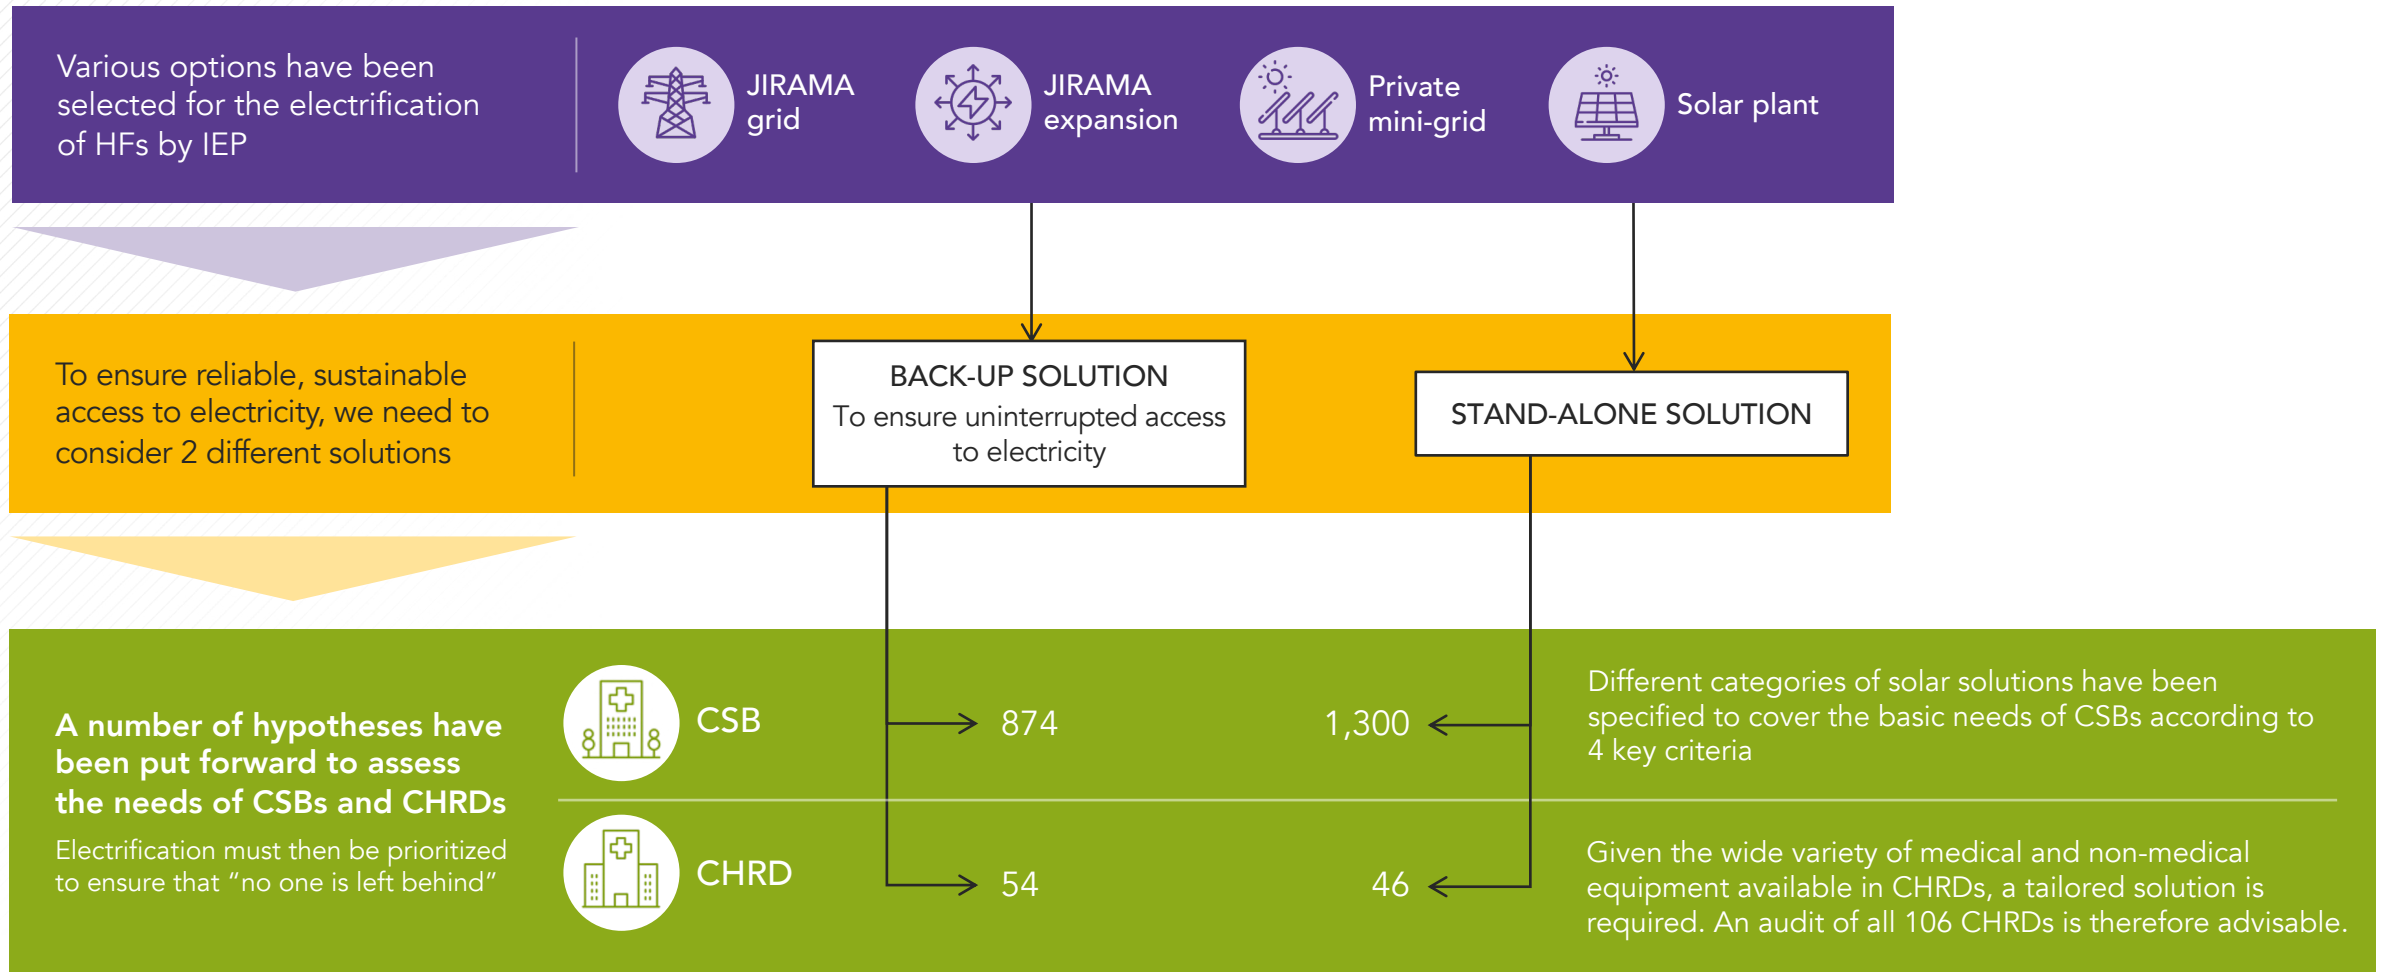 Various options have been
selected for the electrification
of HFs by IEP
JIRAMA
grid
JIRAMA
expansion
Private
mini-grid
Solar plant
To ensure reliable, sustainable
access to electricity, we need to
consider 2 different solutions
BACK-UP SOLUTION
To ensure uninterrupted access
to electricity
STAND-ALONE SOLUTION
A number of hypotheses have
been put forward to assess
the needs of CSBs and CHRDs
Electrification must then be prioritized
to ensure that “no one is left behind”
CSB
874
1,300
Different categories of solar solutions have been
specified to cover the basic needs of CSBs according to
4 key criteria
CHRD
54
46
Given the wide variety of medical and non-medical
equipment available in CHRDs, a tailored solution is
required. An audit of all 106 CHRDs is therefore advisable.